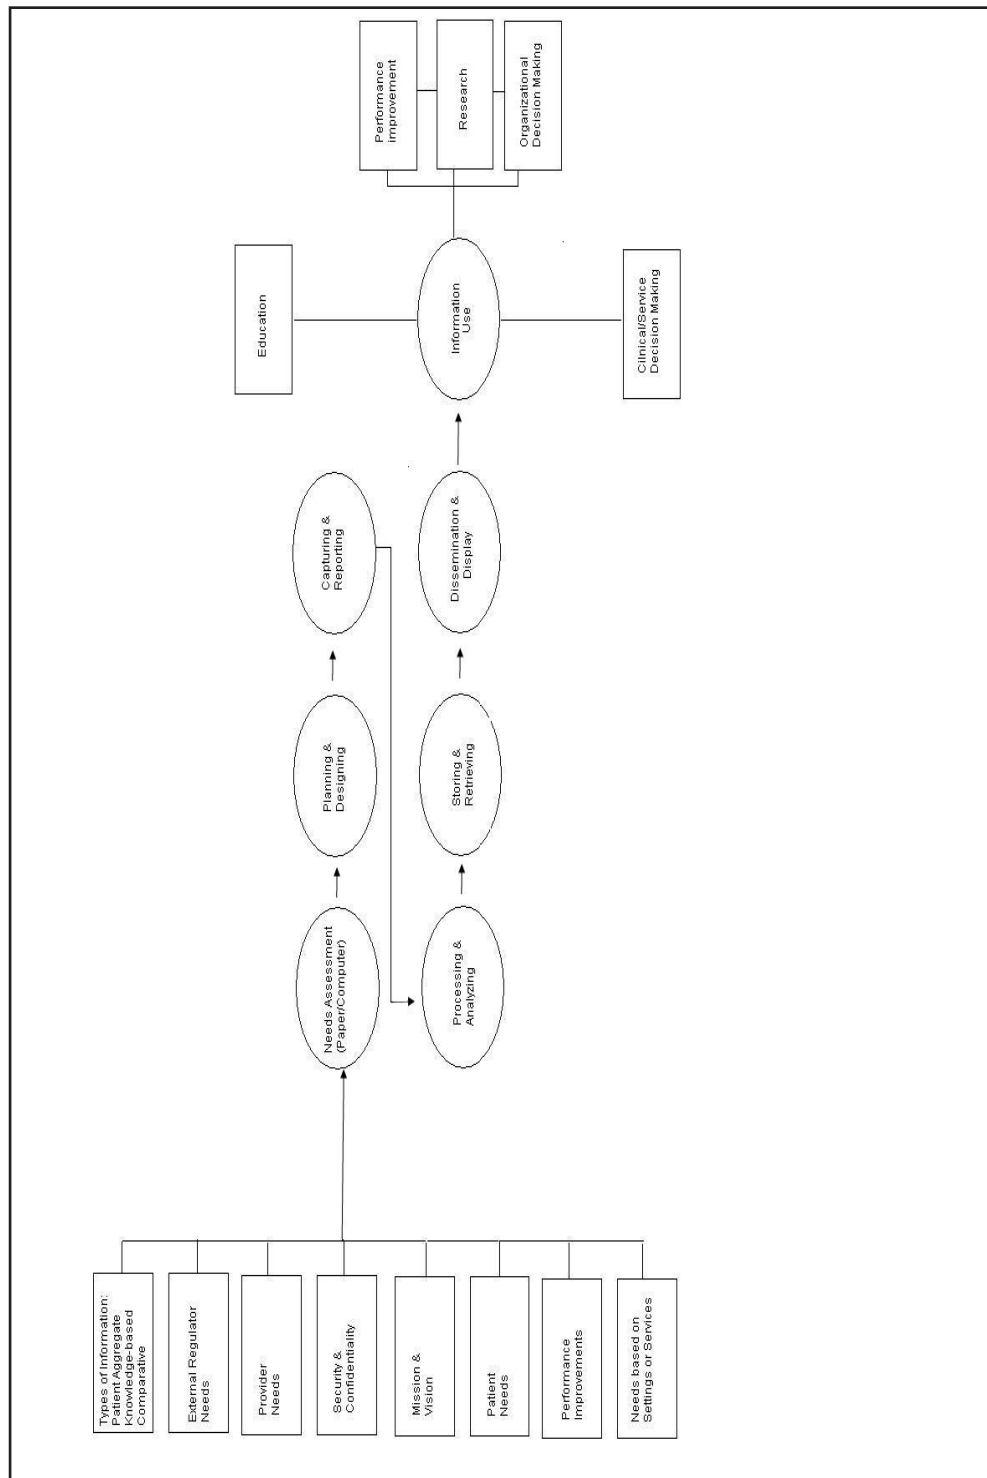 Types of Information:
Patient Aggregate
Knowledge-based
Comparative
External Regulator
Needs
Provider
Needs
Security &
Confidentiality
Mission &
Vision
Patient
Needs
Performance
Improvements
Needs based on
Settings or Services
Needs Assessment
(Paper/Computer)
Planning &
Designing
Capturing &
Reporting
Processing &
Analyzing
Storing &
Retrieving
Dissemination &
Display
Information
Use
Education
Performance
improvement
Research
Organizational
Decision Making
Cilnical/Service
Decision Making